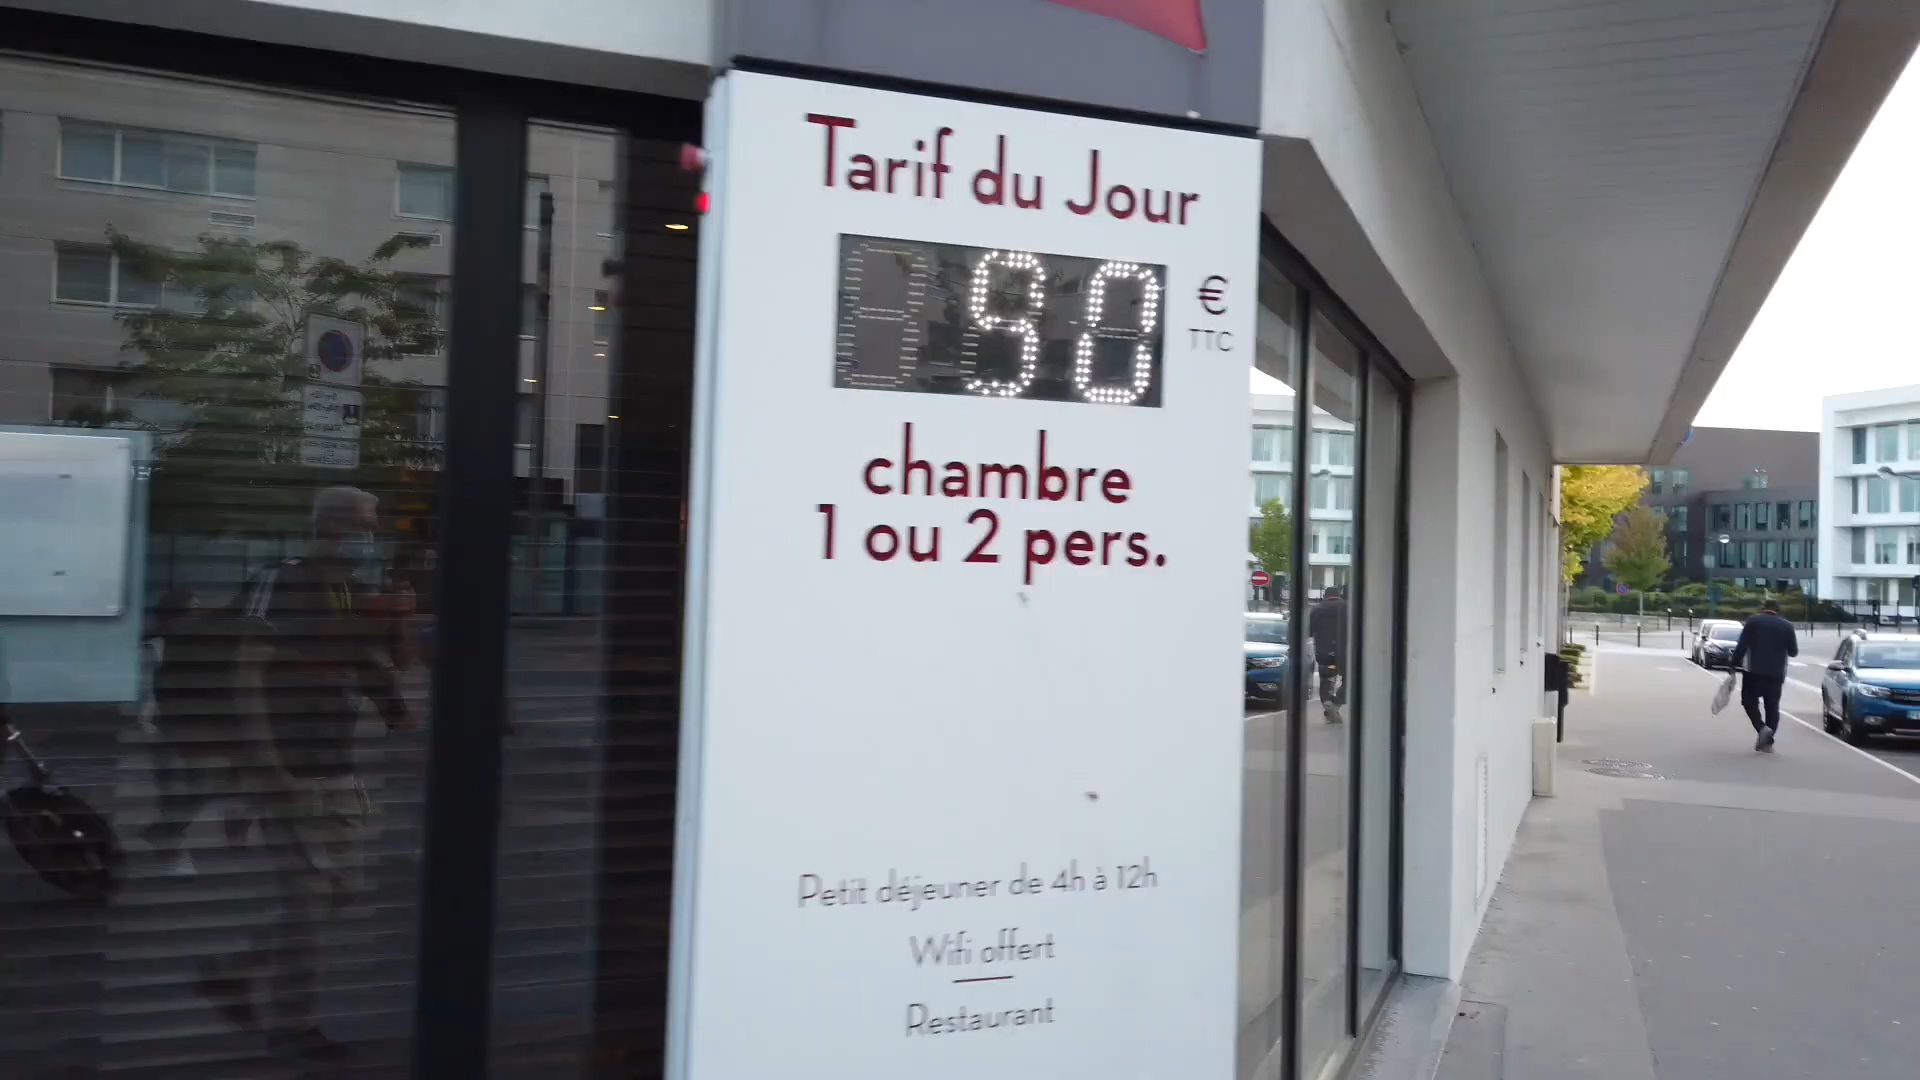 Tarif du Jour
90 €
TTC
chambre
1 ou 2 pers.
Petit déjeuner de 4h à 12h
Wifi offert
Restaurant